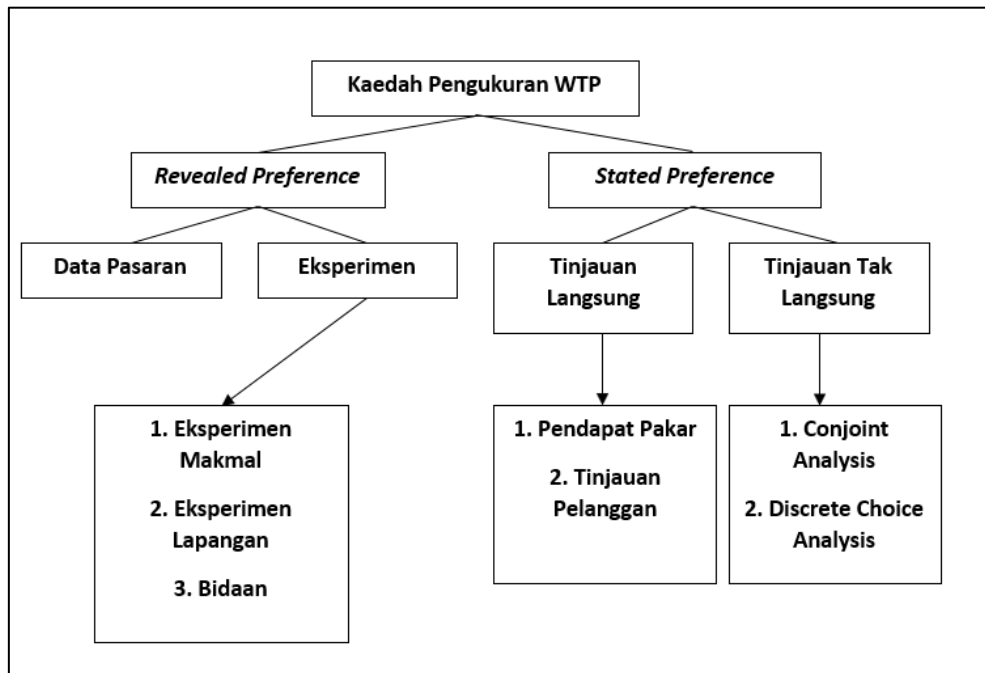 Kaedah Pengukuran WTP
Revealed Preference
Stated Preference
Data Pasaran
Eksperimen
Tinjauan
Langsung
Tinjauan Tak
Langsung
1. Eksperimen
Makmal
2. Eksperimen
Lapangan
3. Bidaan
1. Pendapat Pakar
2. Tinjauan
Pelanggan
1. Conjoint
Analysis
2. Discrete Choice
Analysis